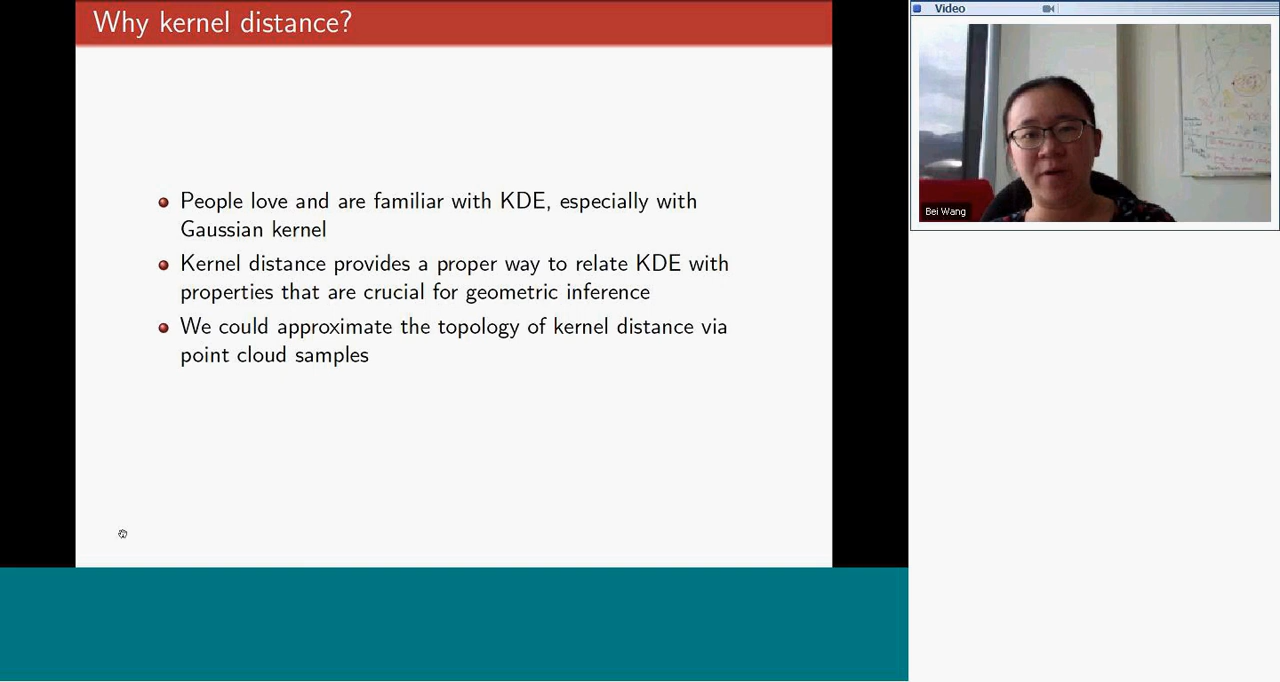 Why kernel distance?
People love and are familiar with KDE, especially with
Gaussian kernel
Kernel distance provides a proper way to relate KDE with
properties that are crucial for geometric inference
We could approximate the topology of kernel distance via
point cloud samples
Video
Bei Wang